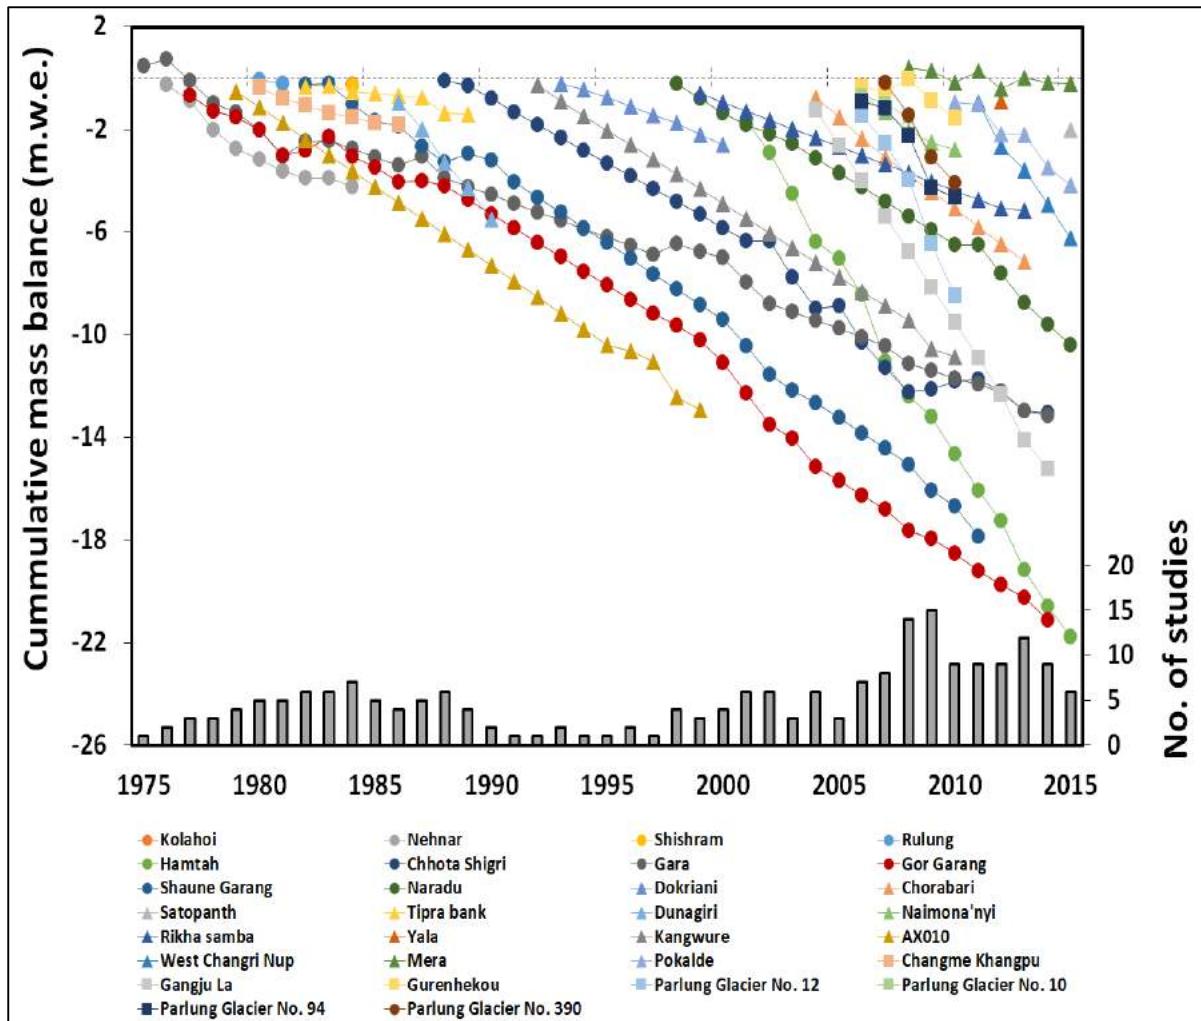 Cummulative mass balance (m.w.e.)
2
-2
-6
-10
-14
-18
-22
-26
20
15
10
5
0
No. of studies
1975 1980 1985 1990 1995 2000 2005 2010 2015
Kolahoi Nehnar Shishram Rulung
Hamtah Chhota Shigri Gara Gor Garang
Shaune Garang Naradu Dokriani Chorabari
Satopanth Tipra bank Dunagiri Naimona'nyi
Rikha samba Yala Kangwure AX010
West Changri Nup Mera Pokalde Changme Khangpu
Gangju La Gurenhekou Parlung Glacier No. 12 Parlung Glacier No. 10
Parlung Glacier No. 94 Parlung Glacier No. 390